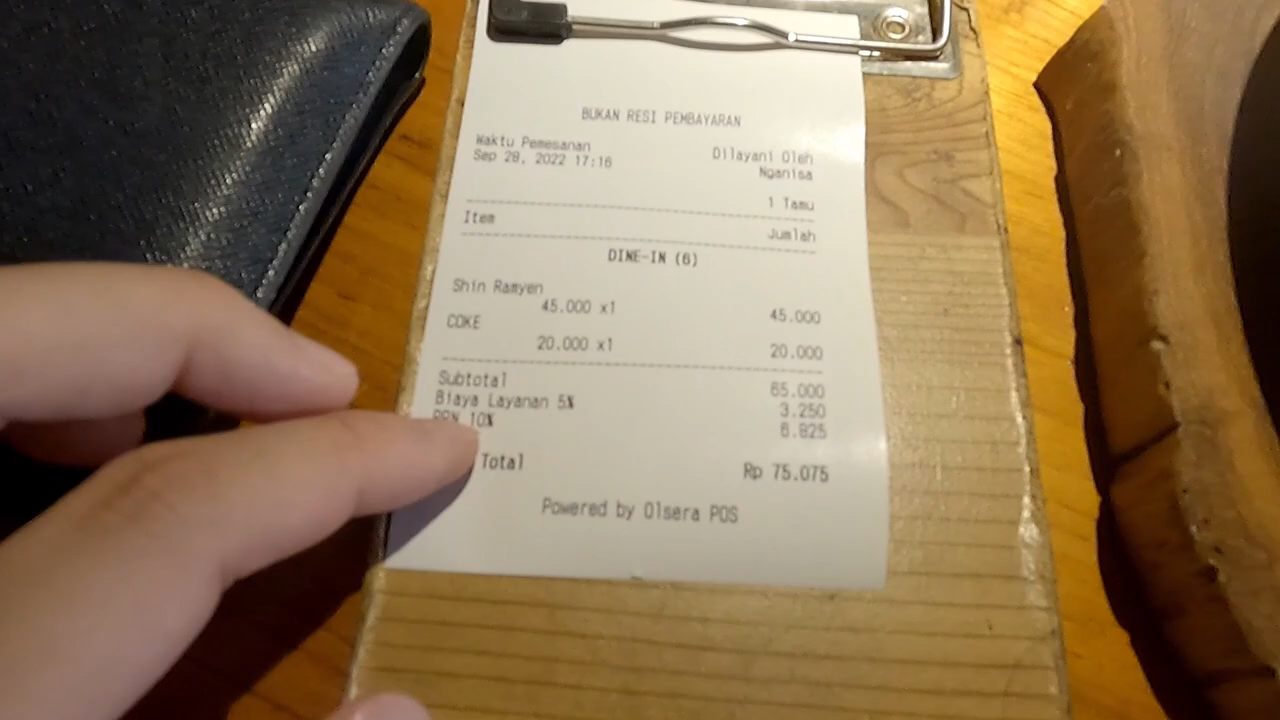 BUKAN RESI PEMBAYARAN
Waktu Pemesanan Dilayani Oleh
Sep 28, 2022 17:16 Nganisa
1 Tamu
Item Jumlah
DINE-IN (6)
Shin Ramyen
45.000 x1 45.000
COKE
20.000 x1 20.000
Subtotal 65.000
Biaya Layanan 5% 3.250
PPN 10% 6.825
Total Rp 75.075
Powered by Olsera POS